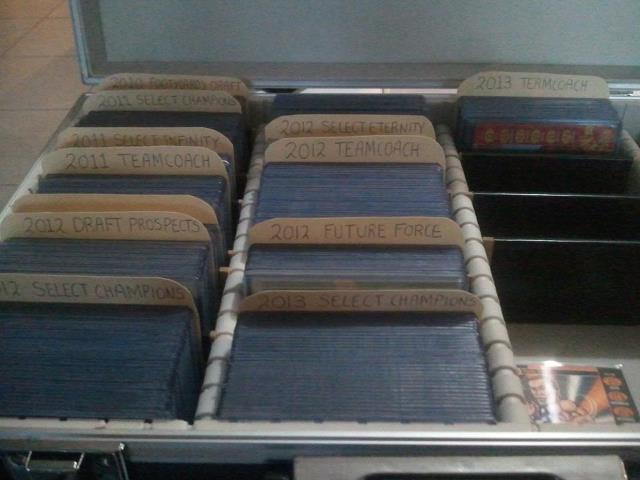 2011 SELECT CHAMPIONS
2011 SELECT INFINITY
2011 TEAMCOACH
2012 DRAFT PROSPECTS
12 SELECT CHAMPIONS
2012 SELECT ETERNITY
2012 TEAMCOACH
2012 FUTURE FORCE
2013 SELECT CHAMPIONS
2013 TEAMCOACH